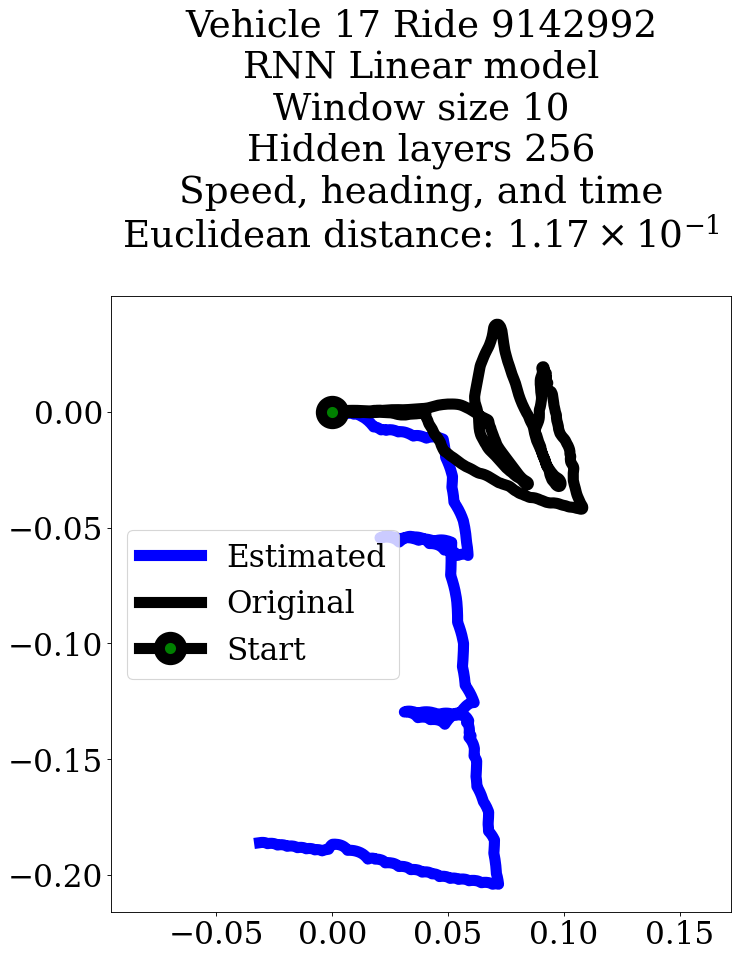 Vehicle 17 Ride 9142992
RNN Linear model
Window size 10
Hidden layers 256
Speed, heading, and time
Euclidean distance: 1.17 × 10⁻¹
0.00
−0.05
−0.10
−0.15
−0.20
Estimated
Original
Start
−0.05 0.00 0.05 0.10 0.15